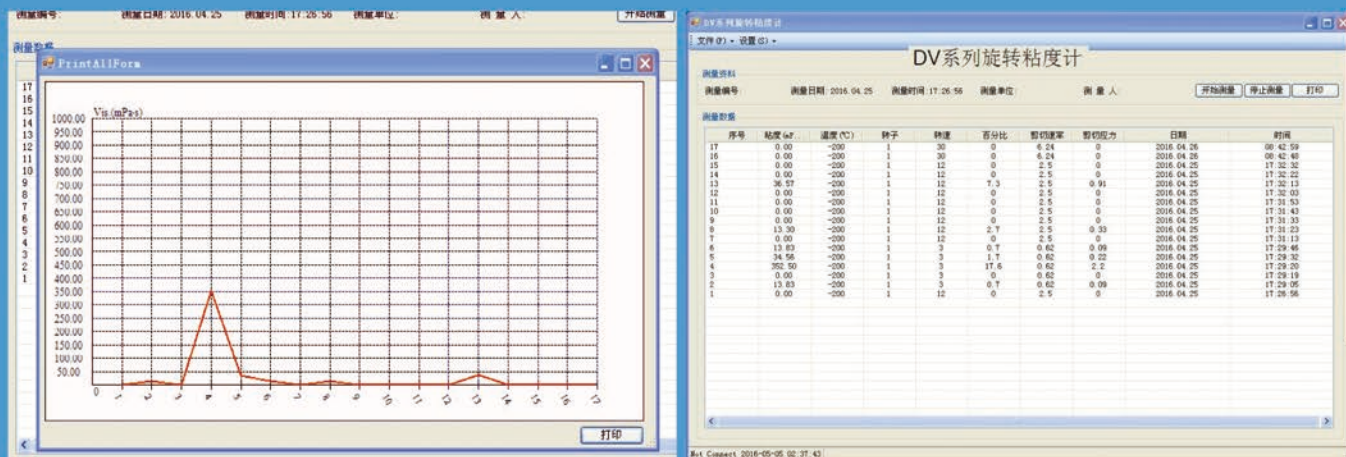 测量编号: 测量日期: 2016.04.25 测量时间:17:26:56 测量单位: 测 量 人: 开始测量
测量数据
PrintAllForm
17
16
15
14
13
12
11
10
9
8
7
6
5
4
3
2
1
Vis.(mPa·s)
1000.00
950.00
900.00
850.00
800.00
750.00
700.00
650.00
600.00
550.00
500.00
450.00
400.00
350.00
300.00
250.00
200.00
150.00
100.00
50.00
0 1 2 3 4 5 6 7 8 9 10 11 12 13 14 15 16 17
打印
DV系列旋转粘度计
文件(F) 设置(S)
DV系列旋转粘度计
测量资料
测量编号 测量日期: 2016.04.25 测量时间:17:26:56 测量单位 测 量 人 开始测量 停止测量 打印
测量数据
序号 粘度 温度(℃) 转子 转速 百分比 剪切速率 剪切应力 日期 时间
17 0.00 -200 1 30 0 6.24 0 2016.04.26 08:42:59
16 0.00 -200 1 30 0 6.24 0 2016.04.26 08:42:48
15 0.00 -200 1 12 0 2.5 0 2016.04.25 17:32:32
14 0.00 -200 1 12 0 2.5 0 2016.04.25 17:32:22
13 36.57 -200 1 12 7.3 2.5 0.91 2016.04.25 17:32:13
12 0.00 -200 1 12 0 2.5 0 2016.04.25 17:32:03
11 0.00 -200 1 12 0 2.5 0 2016.04.25 17:31:53
10 0.00 -200 1 12 0 2.5 0 2016.04.25 17:31:43
9 0.00 -200 1 12 0 2.5 0 2016.04.25 17:31:33
8 13.30 -200 1 12 2.7 2.5 0.33 2016.04.25 17:31:23
7 0.00 -200 1 12 0 2.5 0 2016.04.25 17:31:13
6 13.83 -200 1 3 0.7 0.62 0.09 2016.04.25 17:29:46
5 34.56 -200 1 3 1.7 0.62 0.22 2016.04.25 17:29:32
4 352.50 -200 1 3 17.6 0.62 2.2 2016.04.25 17:29:20
3 0.00 -200 1 3 0 0.62 0 2016.04.25 17:29:19
2 13.83 -200 1 3 0.7 0.62 0.09 2016.04.25 17:29:05
1 0.00 -200 1 12 0 2.5 0 2016.04.25 17:26:56
Not Connect 2016-05-05 02:37:43